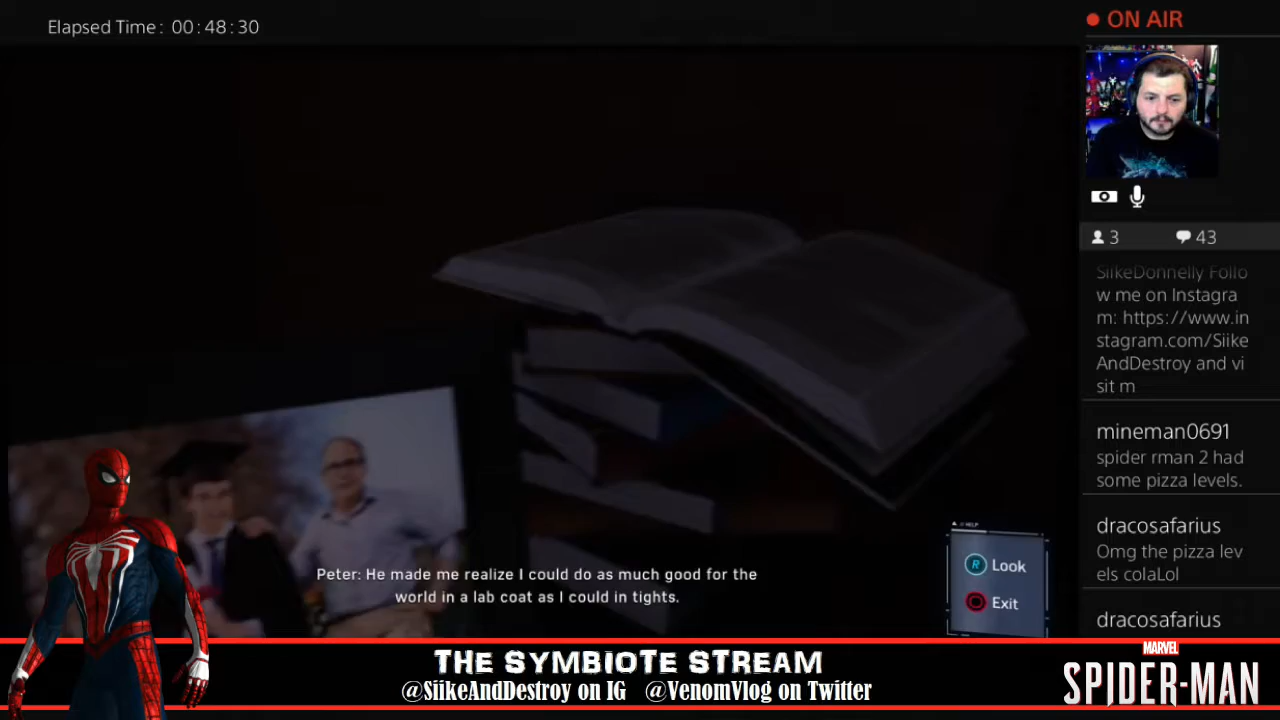 Elapsed Time: 00:48:30
ON AIR
3
43
SiikeDonnelly Follo
w me on Instagra
m: https://www.in
stagram.com/Siike
AndDestroy and vi
sit m
mineman0691
spider rman 2 had
some pizza levels.
dracosafarius
Omg the pizza lev
els colaLol
dracosafarius
HELP
R Look
Exit
Peter: He made me realize I could do as much good for the
world in a lab coat as I could in tights.
THE SYMBIOTE STREAM
@SiikeAndDestroy on IG @VenomVlog on Twitter
MARVEL
SPIDER-MAN